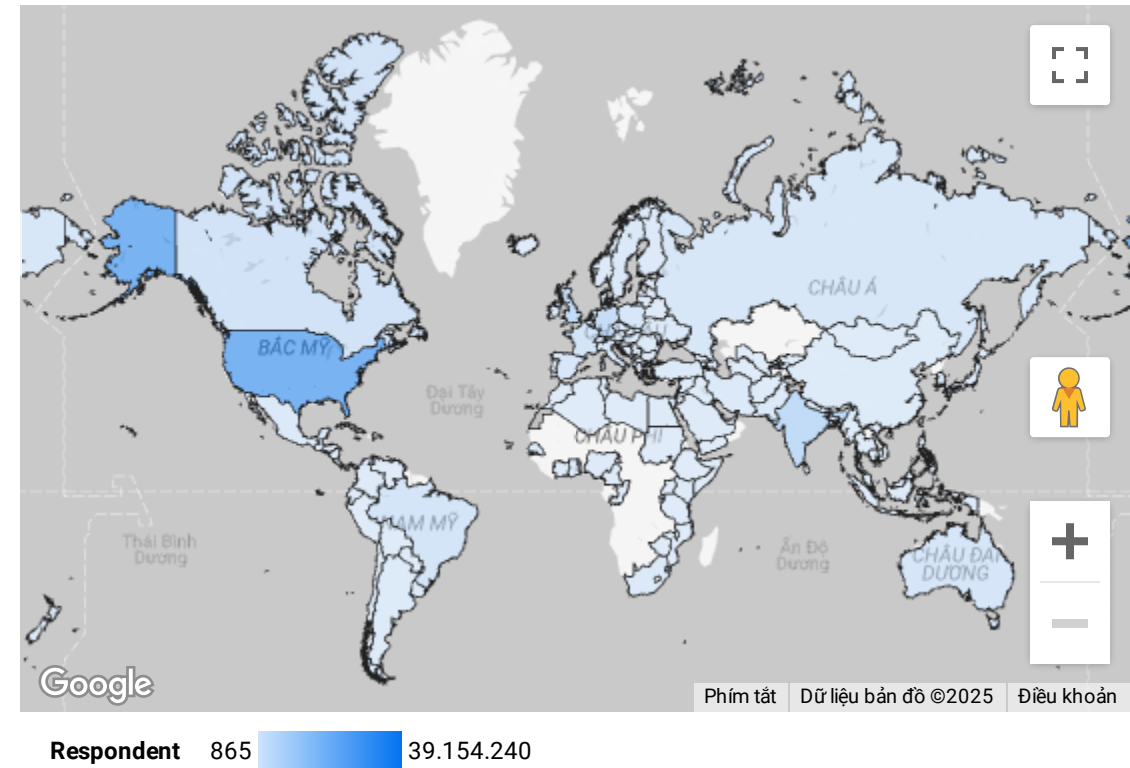 CHÂU Á
BẮC MỸ
Đại Tây
Dương
CHÂU PHI
NAM MỸ
Thái Bình
Dương
Ấn Độ
Dương
CHÂU ĐẠI
DƯƠNG
Google
Phím tắt
Dữ liệu bản đồ ©2025
Điều khoản
Respondent 865 39.154.240